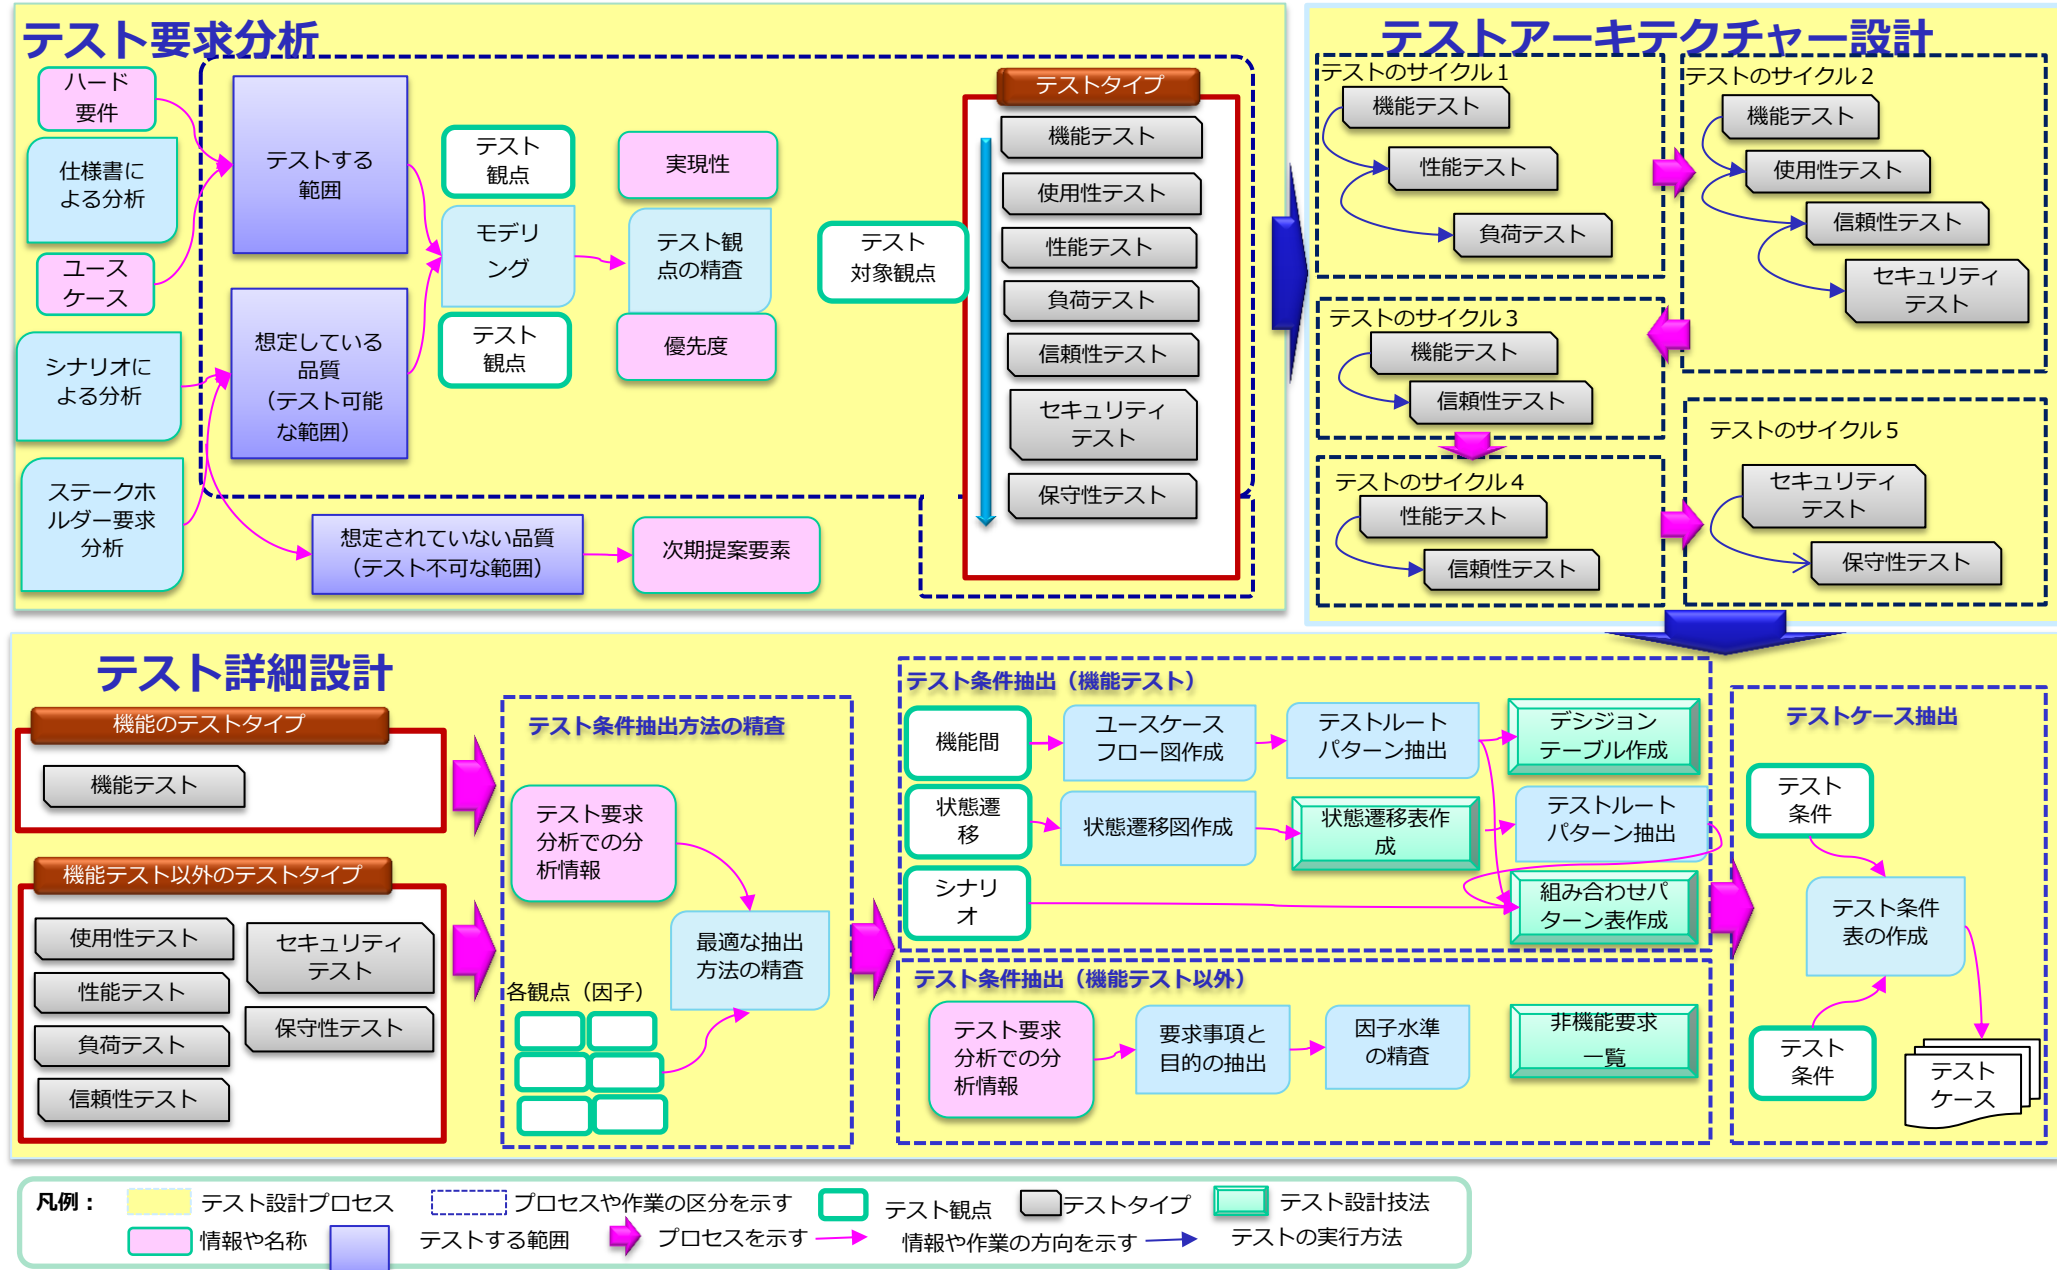 テスト要求分析
ハード
要件
仕様書に
よる分析
ユース
ケース
シナリオに
よる分析
ステークホ
ルダー要求
分析
テストする
範囲
想定している
品質
（テスト可能
な範囲）
想定されていない品質
（テスト不可な範囲）
次期提案要素
テスト
観点
モデリ
ング
テスト
観点
実現性
テスト観
点の精査
優先度
テスト
対象観点
テストタイプ
機能テスト
使用性テスト
性能テスト
負荷テスト
信頼性テスト
セキュリティ
テスト
保守性テスト
テストアーキテクチャー設計
テストのサイクル１
機能テスト
性能テスト
負荷テスト
テストのサイクル２
機能テスト
使用性テスト
信頼性テスト
セキュリティ
テスト
テストのサイクル３
機能テスト
信頼性テスト
テストのサイクル４
性能テスト
信頼性テスト
テストのサイクル５
セキュリティ
テスト
保守性テスト
テスト詳細設計
機能のテストタイプ
機能テスト
機能テスト以外のテストタイプ
使用性テスト
性能テスト
負荷テスト
信頼性テスト
セキュリティ
テスト
保守性テスト
テスト条件抽出方法の精査
テスト要求
分析での分
析情報
最適な抽出
方法の精査
各観点（因子）
テスト条件抽出（機能テスト）
機能間
ユースケース
フロー図作成
テストルート
パターン抽出
デシジョン
テーブル作成
状態遷
移
状態遷移図作成
状態遷移表作
成
テストルート
パターン抽出
シナリ
オ
組み合わせパ
ターン表作成
テスト条件抽出（機能テスト以外）
テスト要求
分析での分
析情報
要求事項と
目的の抽出
因子水準
の精査
非機能要求
一覧
テストケース抽出
テスト
条件
テスト条件
表の作成
テスト
条件
テスト
ケース
凡例：
テスト設計プロセス
プロセスや作業の区分を示す
テスト観点
テストタイプ
テスト設計技法
情報や名称
テストする範囲
プロセスを示す
情報や作業の方向を示す
テストの実行方法